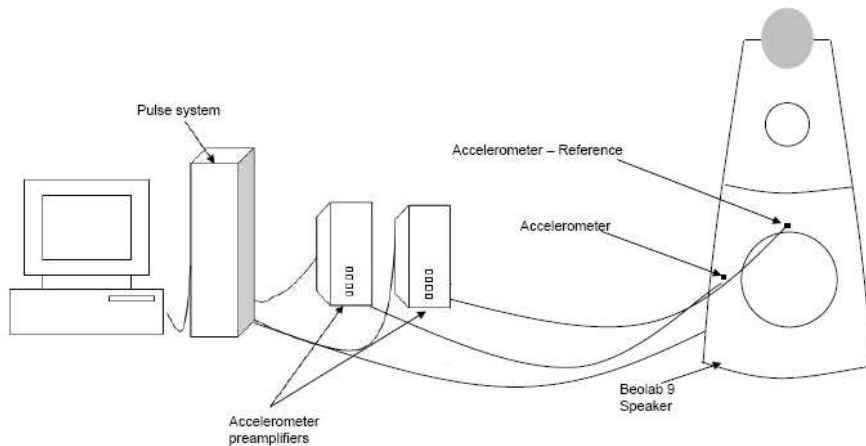 Pulse system
Accelerometer – Reference
Accelerometer
Beolab 9
Speaker
Accelerometer
preamplifiers